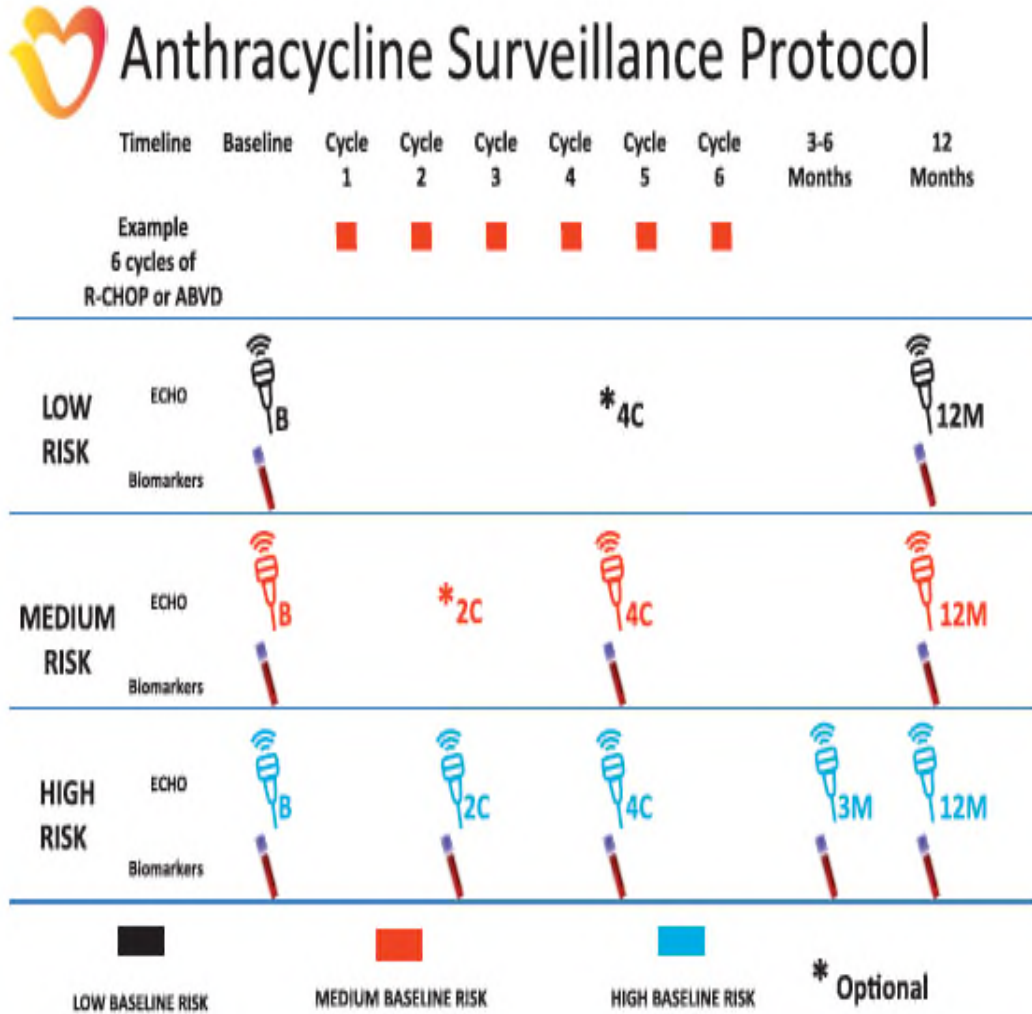 Anthracycline Surveillance Protocol
Timeline Baseline Cycle 1 Cycle 2 Cycle 3 Cycle 4 Cycle 5 Cycle 6 3-6 Months 12 Months
Example
6 cycles of
R-CHOP or ABVD
LOW RISK
ECHO
B
*4C
12M
Biomarkers
MEDIUM RISK
ECHO
B
*2C
4C
12M
Biomarkers
HIGH RISK
ECHO
B
2C
4C
3M
12M
Biomarkers
LOW BASELINE RISK
MEDIUM BASELINE RISK
HIGH BASELINE RISK
* Optional